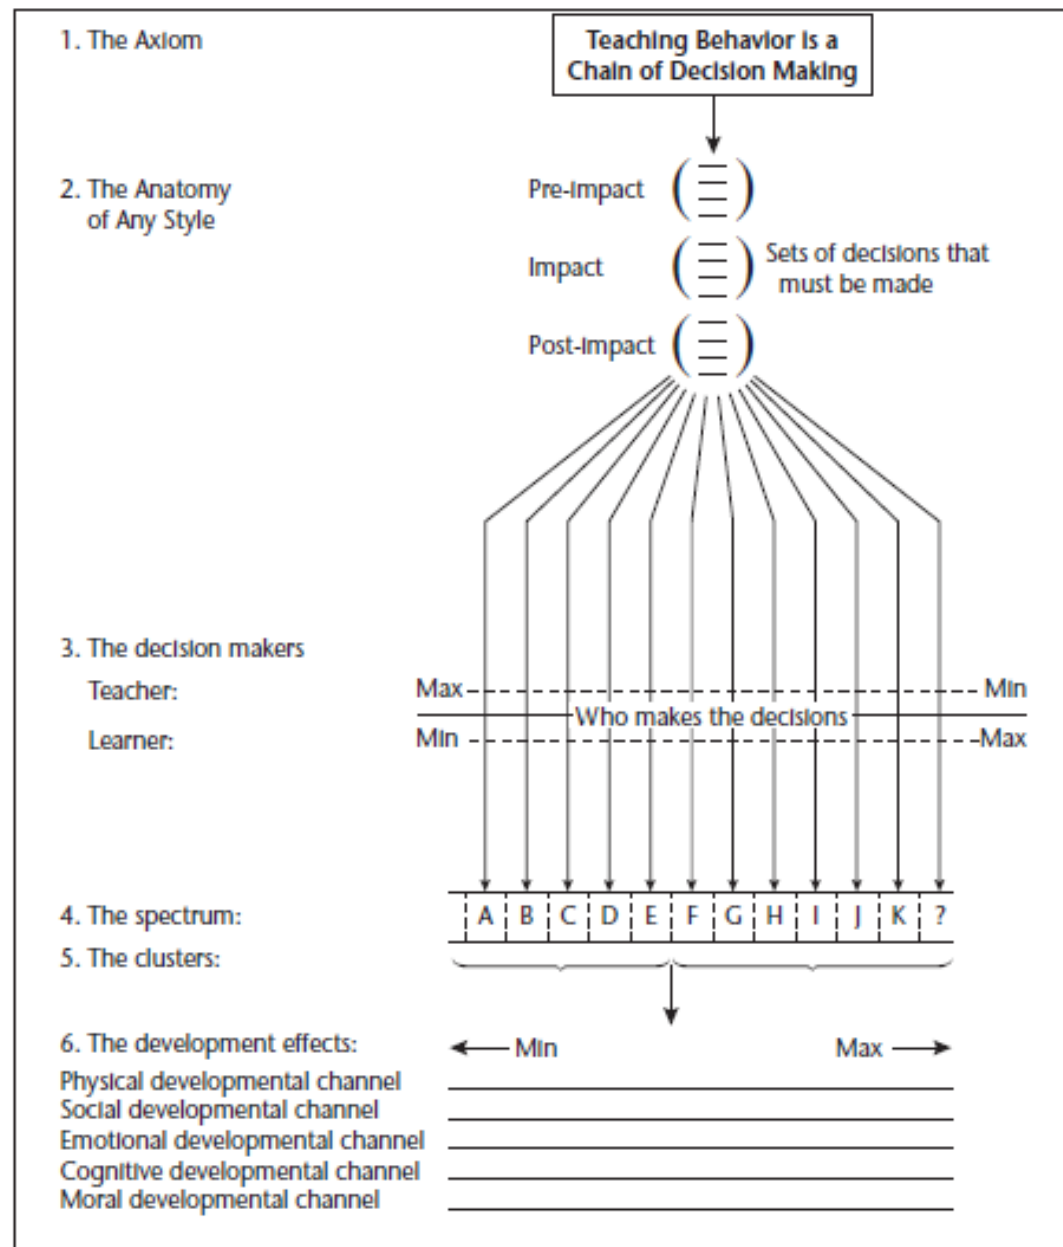 1. The Axiom
Teaching Behavior is a
Chain of Decision Making
2. The Anatomy
of Any Style
Pre-impact
Impact
Sets of decisions that
must be made
Post-impact
3. The decision makers
Teacher:
Max
Min
Who makes the decisions
Learner:
Min
Max
4. The spectrum:
A B C D E F G H I J K ?
5. The clusters:
6. The development effects:
Min
Max
Physical developmental channel
Social developmental channel
Emotional developmental channel
Cognitive developmental channel
Moral developmental channel